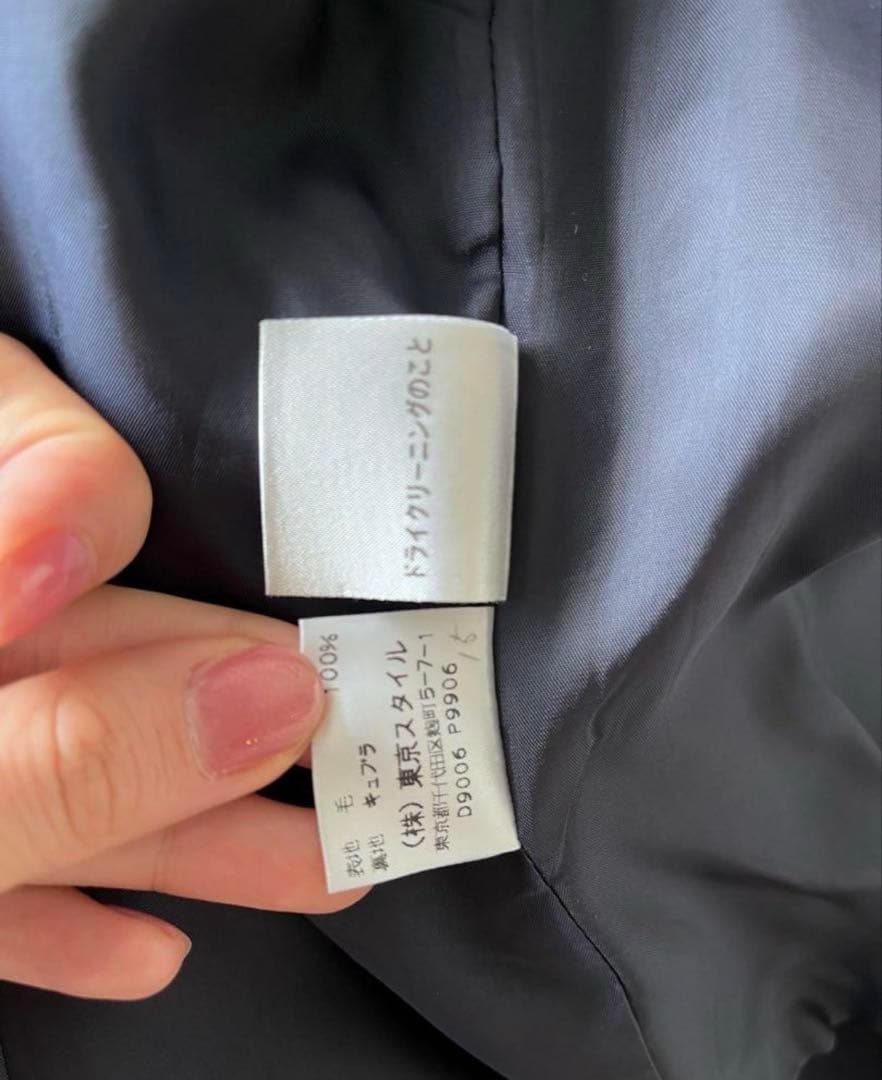 ドライクリーニングのこと
表地 毛 100%
裏地 キュプラ
(株) 東京スタイル
東京都千代田区麹町5-7-1
D9006 P9906
15